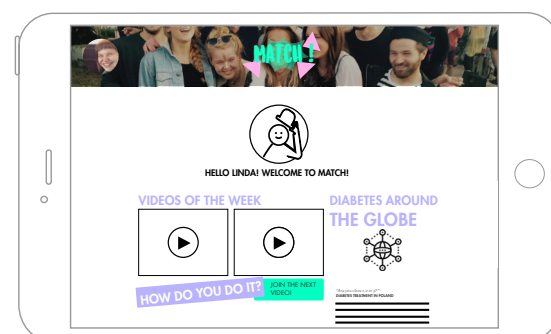 MATCH!
HELLO LINDA! WELCOME TO MATCH!
VIDEOS OF THE WEEK
HOW DO YOU DO IT?
JOIN THE NEXT
VIDEO!
DIABETES AROUND
THE GLOBE
DIABETES TREATMENT IN POLAND